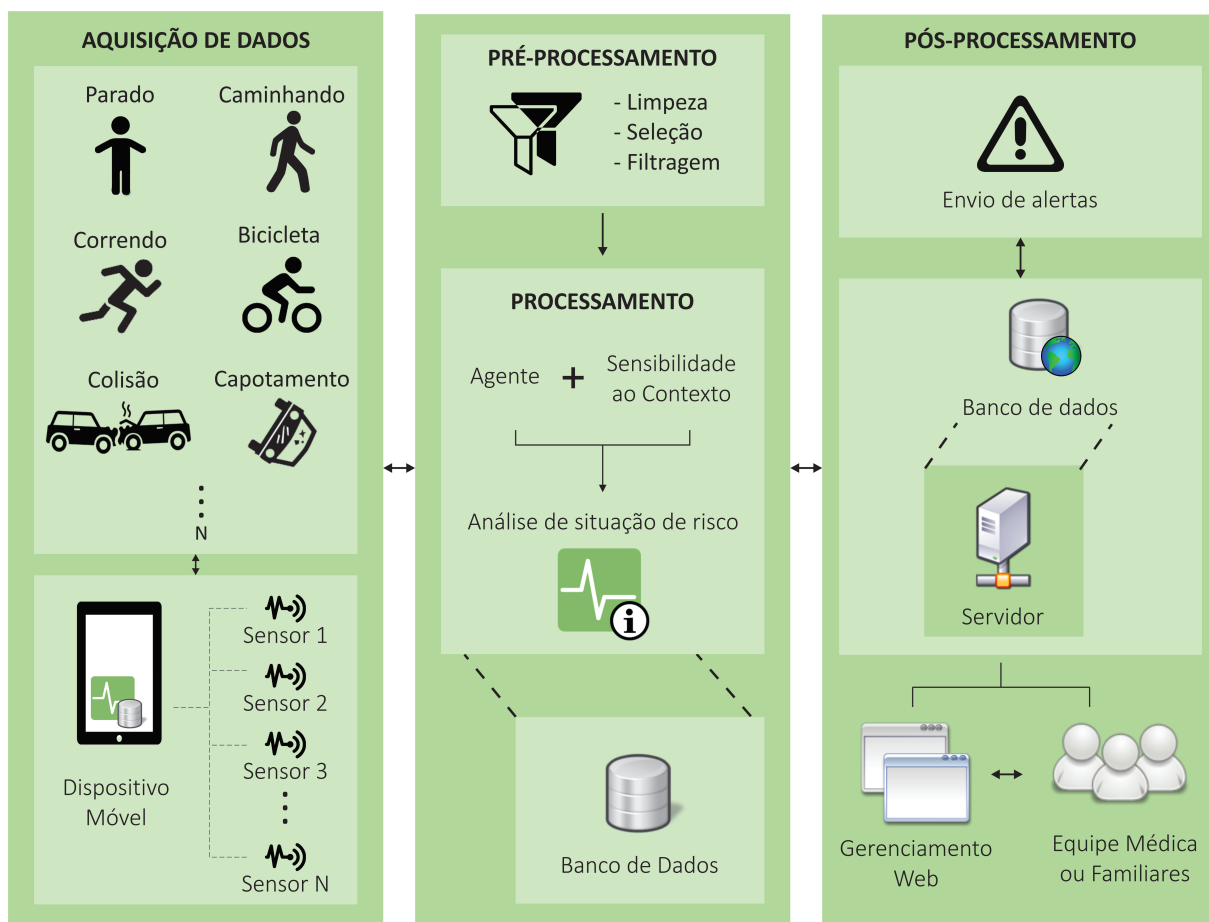 AQUISIÇÃO DE DADOS
Parado
Caminhando
Correndo
Bicicleta
Colisão
Capotamento
N
Sensor 1
Sensor 2
Sensor 3
Sensor N
Dispositivo
Móvel
PRÉ-PROCESSAMENTO
- Limpeza
- Seleção
- Filtragem
PROCESSAMENTO
Agente
+
Sensibilidade
ao Contexto
Análise de situação de risco
i
Banco de Dados
PÓS-PROCESSAMENTO
Envio de alertas
Banco de dados
Servidor
Gerenciamento
Web
Equipe Médica
ou Familiares